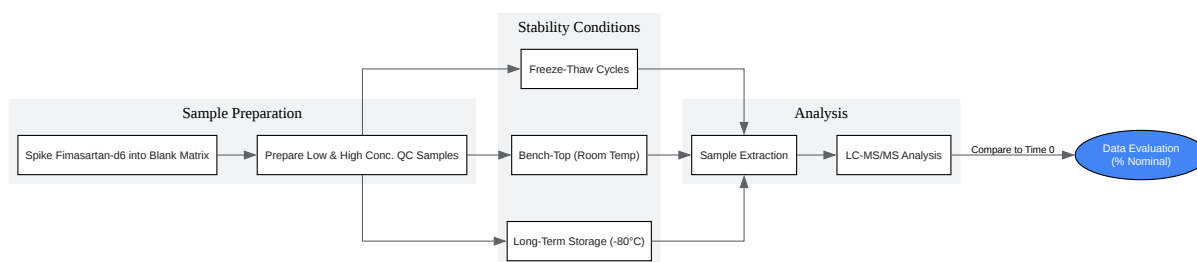 Stability Conditions
Freeze-Thaw Cycles
Sample Preparation
Analysis
Spike Fimasartan-d6 into Blank Matrix
Prepare Low & High Conc. QC Samples
Bench-Top (Room Temp)
Sample Extraction
LC-MS/MS Analysis
Compare to Time 0
Data Evaluation
(% Nominal)
Long-Term Storage (-80°C)